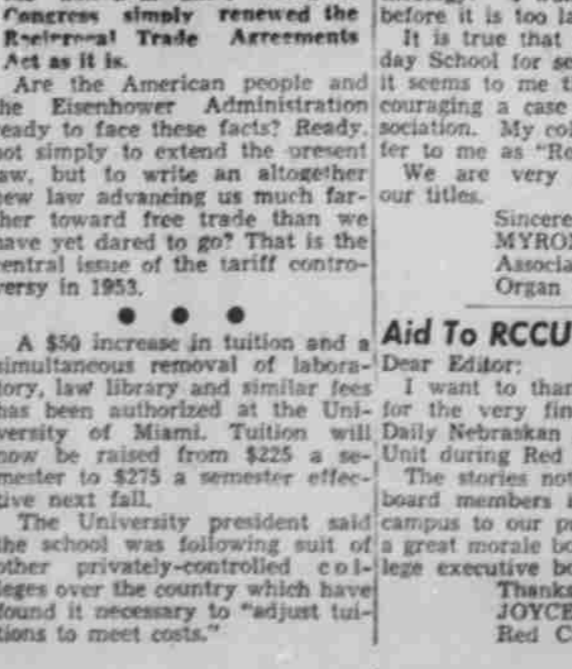 Congress simply renewed the
Reciprocal Trade Agreements
Act as it is.
Are the American people and
he Eisenhower Administration
eady to face these facts? Ready,
ot simply to extend the present
aw, but to write an altogether
ew law advancing us much far-
her toward free trade than we
ave yet dared to go? That is the
entral issue of the tariff contro-
versy in 1953.
● ● ●
A $50 increase in tuition and a
simultaneous removal of labora-
tory, law library and similar fees
has been authorized at the Uni-
versity of Miami. Tuition will
now be raised from $225 a se-
mester to $275 a semester effec-
tive next fall.
The University president said
the school was following suit of
other privately-controlled col-
leges over the country which have
found it necessary to "adjust tui-
tions to meet costs."
before it is too la
It is true that
day School for se
it seems to me t
couraging a case
sociation. My col
fer to me as "Re
We are very
our titles.
Sincere
MYRO
Associa
Organ
Aid To RCCU
Dear Editor:
I want to than
for the very fin
Daily Nebraskan
Unit during Red
The stories not
board members i
campus to our p
a great morale bo
lege executive bo
Thanks
JOYCE
Red C